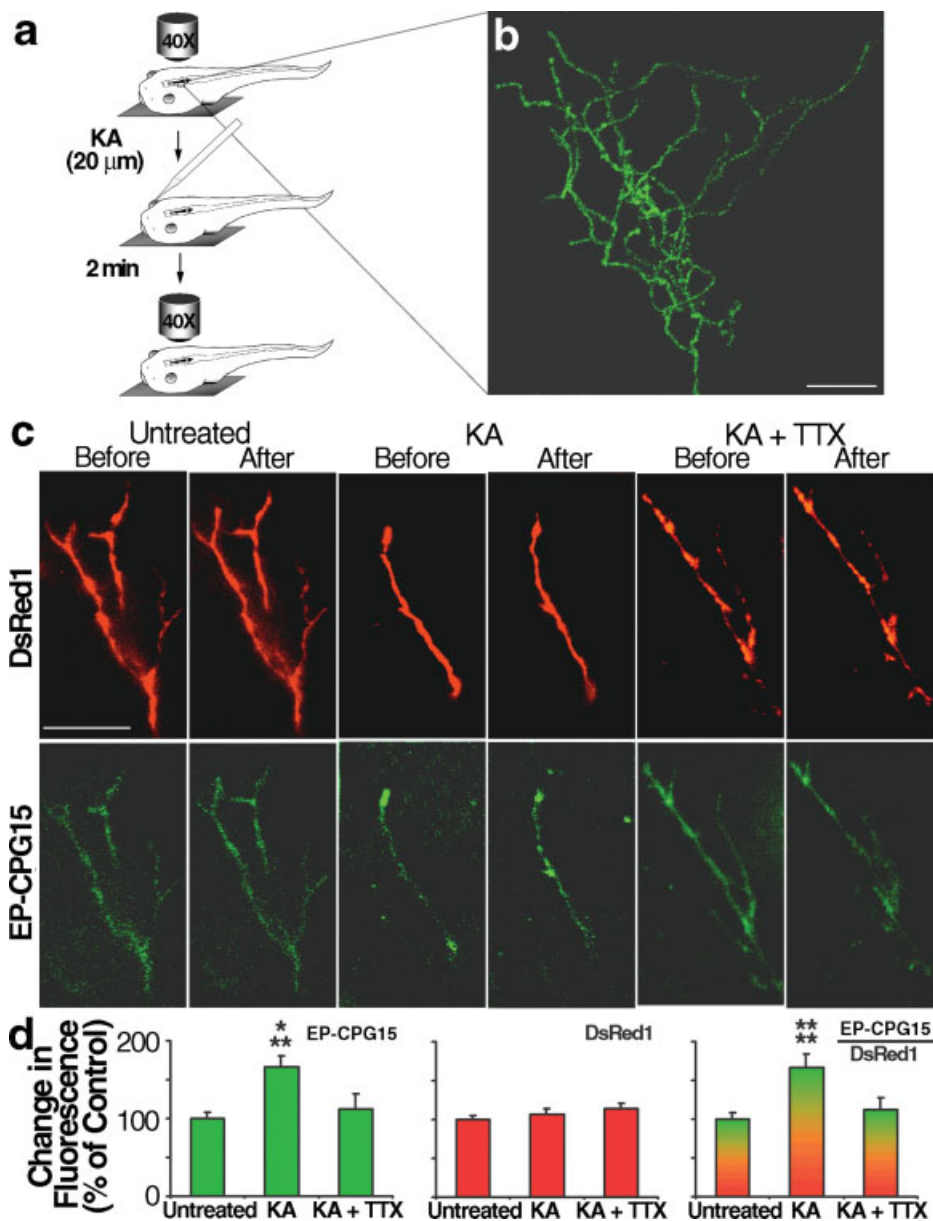 a
40X
KA
(20 μm)
2 min
40X
b
c
Untreated
KA
KA + TTX
Before
After
Before
After
Before
After
DsRed1
EP-CPG15
d
Change in
Fluorescence
(% of Control)
200
100
0
*
**
EP-CPG15
Untreated
KA
KA + TTX
DsRed1
Untreated
KA
KA + TTX
**
**
EP-CPG15
DsRed1
Untreated
KA
KA + TTX